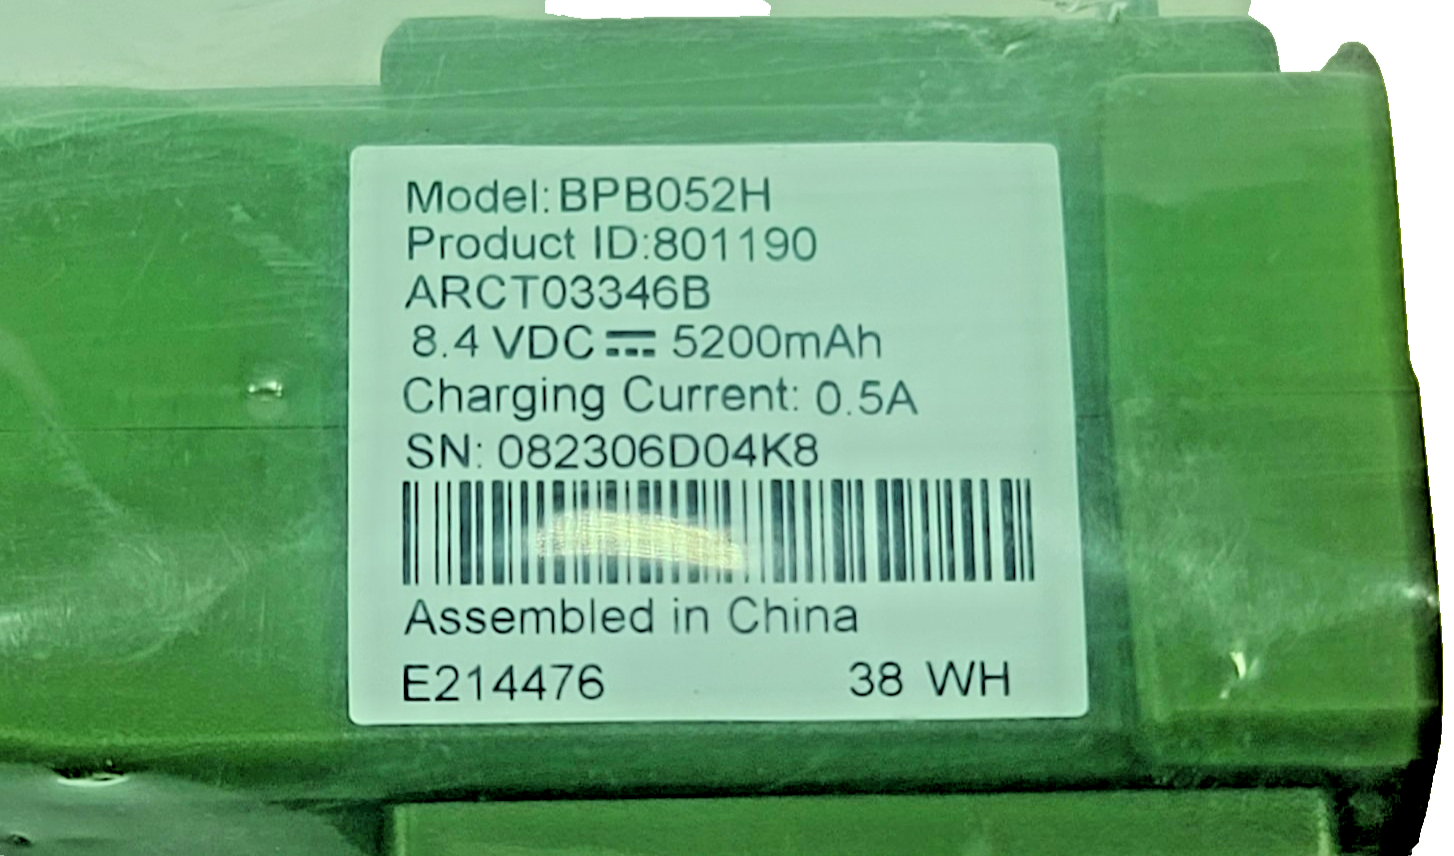 Model: BPB052H
Product ID:801190
ARCT03346B
8.4 VDC ⎓ 5200mAh
Charging Current: 0.5A
SN: 082306D04K8
Assembled in China
E214476 38 WH